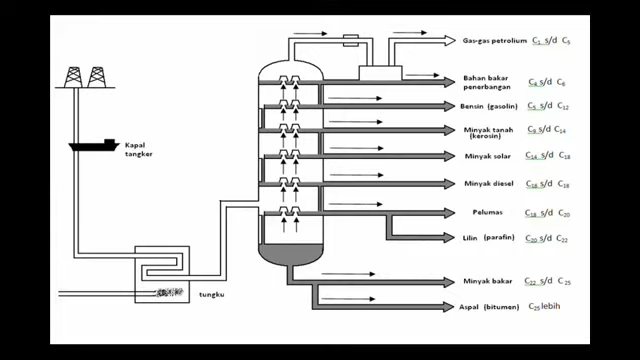 Gas-gas petrolium C₁ s/d C₅
Bahan bakar
penerbangan C₄ s/d C₆
Bensin (gasolin) C₅ s/d C₁₂
Minyak tanah
(kerosin) C₉ s/d C₁₄
Minyak solar C₁₄ s/d C₁₈
Minyak diesel C₁₈ s/d C₁₈
Pelumas C₁₈ s/d C₂₀
Lilin (parafin) C₂₀ s/d C₂₂
Minyak bakar C₂₂ s/d C₂₅
Aspal (bitumen) C₂₅ lebih
Kapal
tangker
tungku